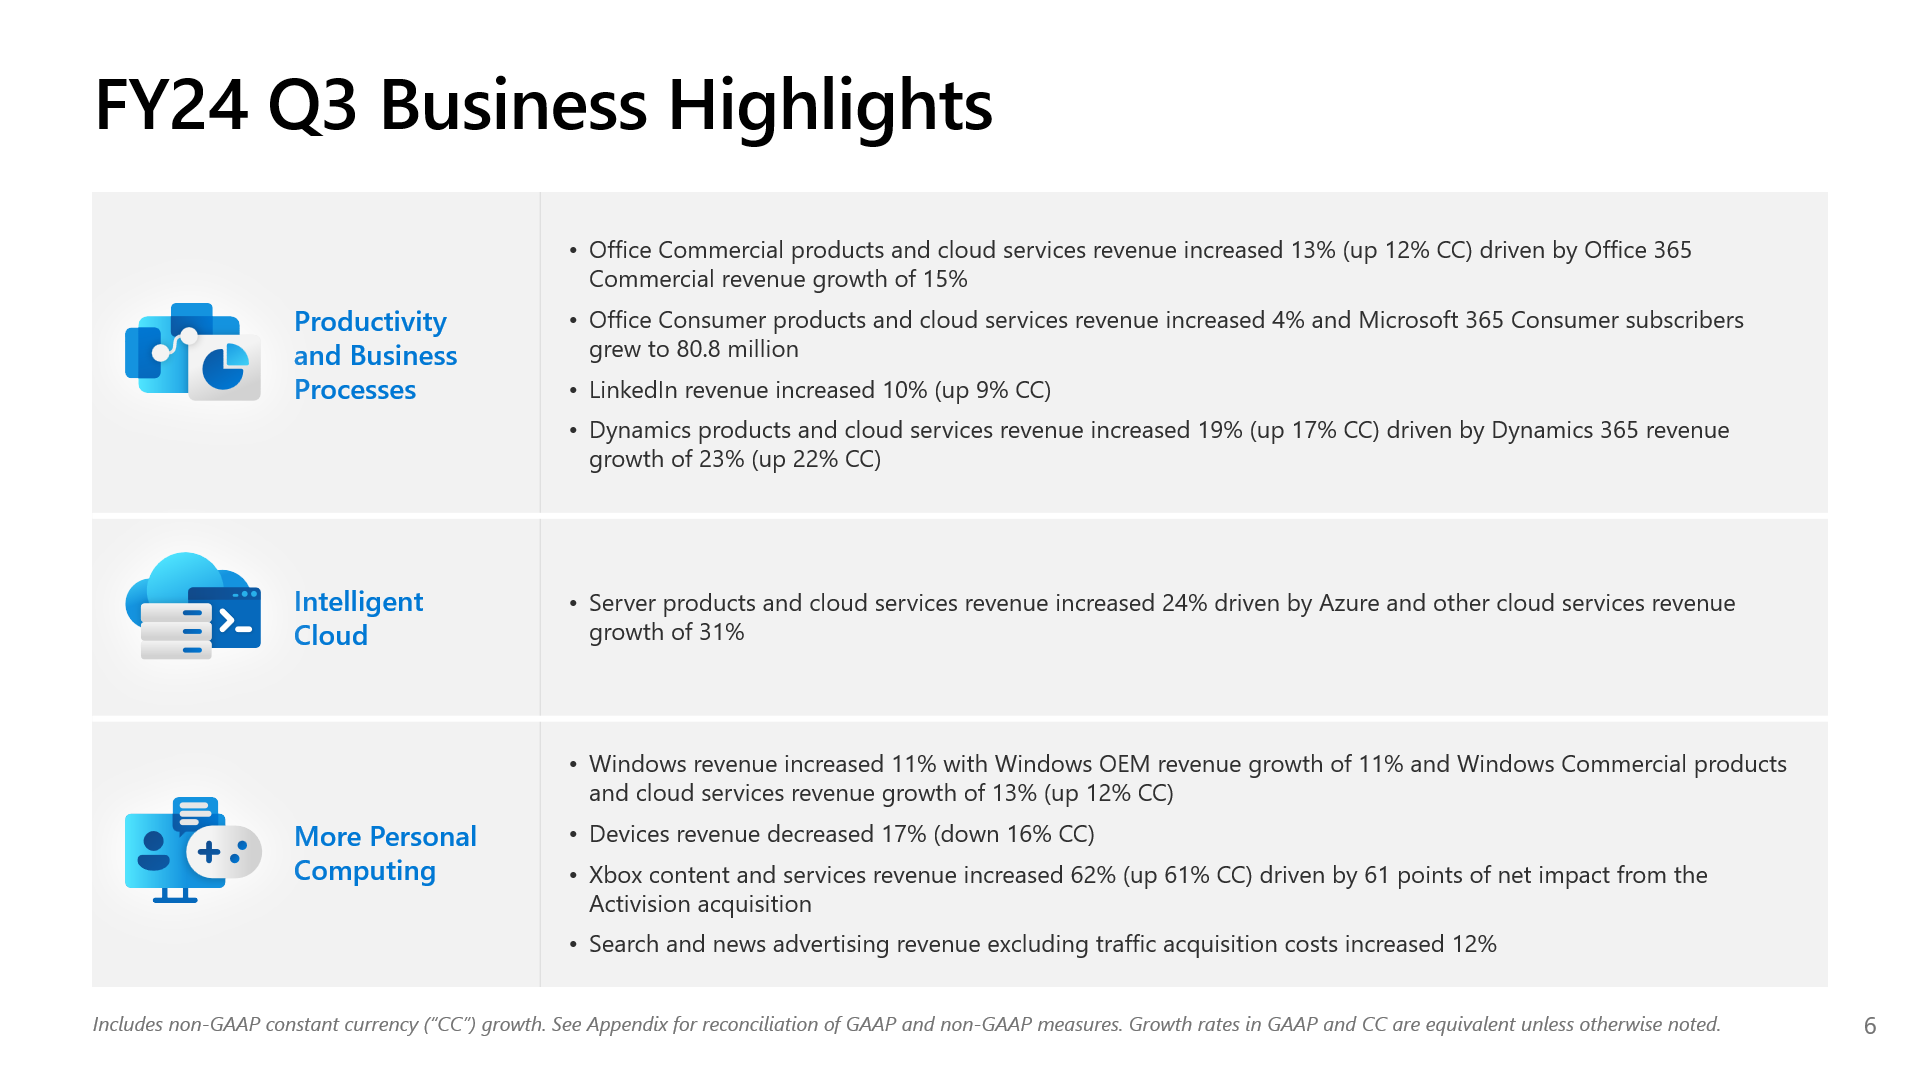 FY24 Q3 Business Highlights
Productivity
and Business
Processes
• Office Commercial products and cloud services revenue increased 13% (up 12% CC) driven by Office 365
Commercial revenue growth of 15%
• Office Consumer products and cloud services revenue increased 4% and Microsoft 365 Consumer subscribers
grew to 80.8 million
• LinkedIn revenue increased 10% (up 9% CC)
• Dynamics products and cloud services revenue increased 19% (up 17% CC) driven by Dynamics 365 revenue
growth of 23% (up 22% CC)
Intelligent
Cloud
• Server products and cloud services revenue increased 24% driven by Azure and other cloud services revenue
growth of 31%
More Personal
Computing
• Windows revenue increased 11% with Windows OEM revenue growth of 11% and Windows Commercial products
and cloud services revenue growth of 13% (up 12% CC)
• Devices revenue decreased 17% (down 16% CC)
• Xbox content and services revenue increased 62% (up 61% CC) driven by 61 points of net impact from the
Activision acquisition
• Search and news advertising revenue excluding traffic acquisition costs increased 12%
Includes non-GAAP constant currency (“CC”) growth. See Appendix for reconciliation of GAAP and non-GAAP measures. Growth rates in GAAP and CC are equivalent unless otherwise noted.
6